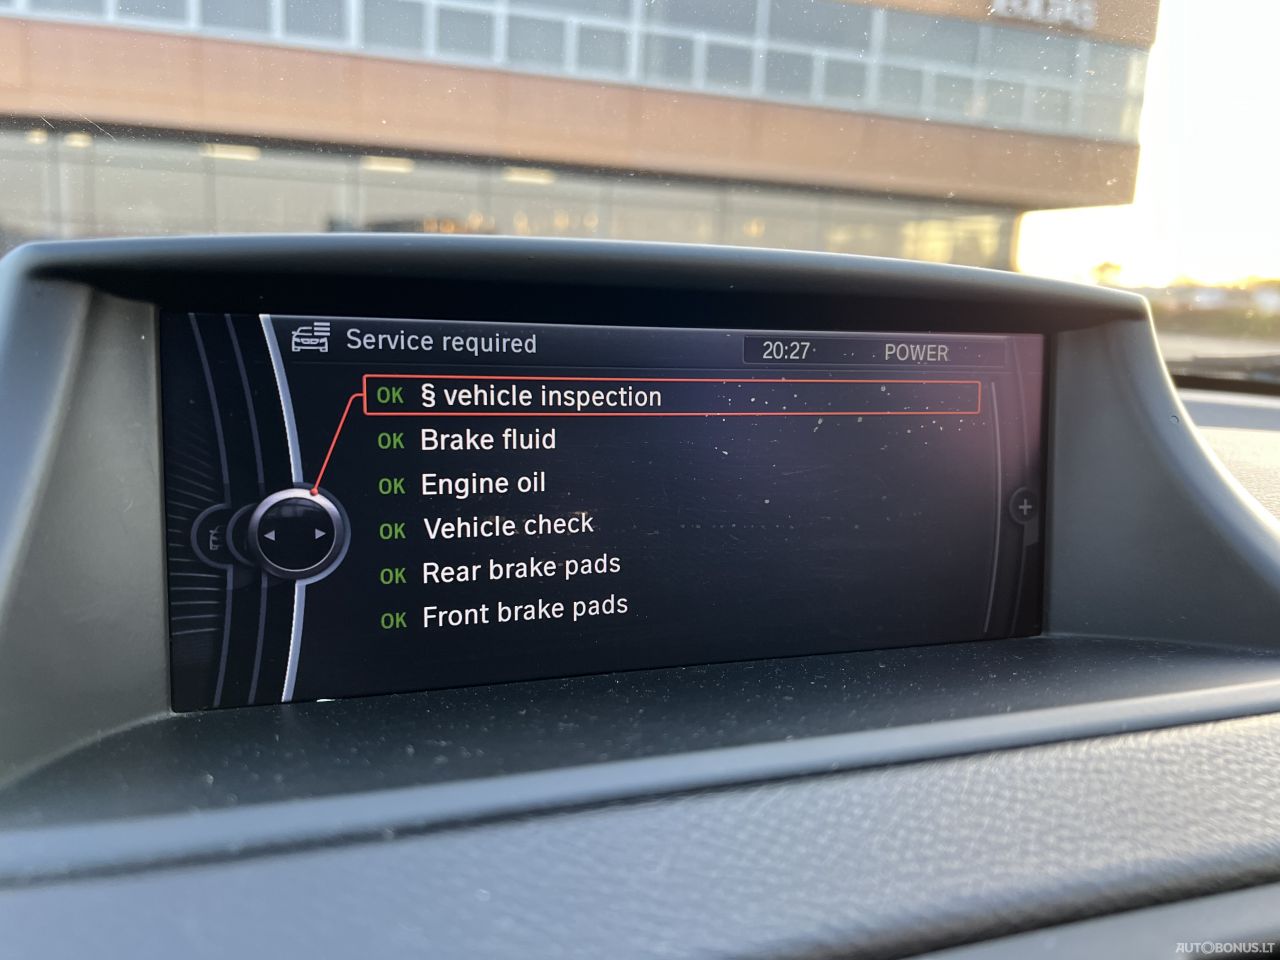 Service required
20:27
POWER
OK § vehicle inspection
OK Brake fluid
OK Engine oil
OK Vehicle check
OK Rear brake pads
OK Front brake pads
AUTOBONUS.LT